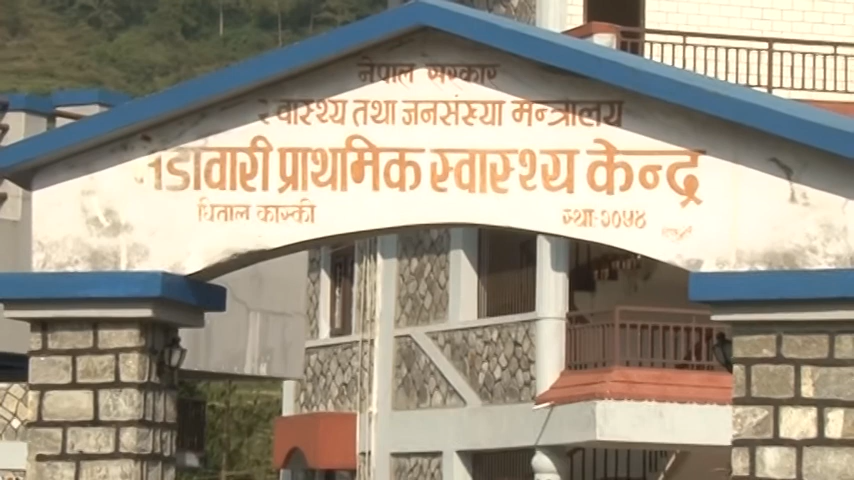 नेपाल सरकार
स्वास्थ्य तथा जनसंख्या मन्त्रालय
प्राथमिक स्वास्थ्य केन्द्र
धिताल कास्की स्था-२०५४